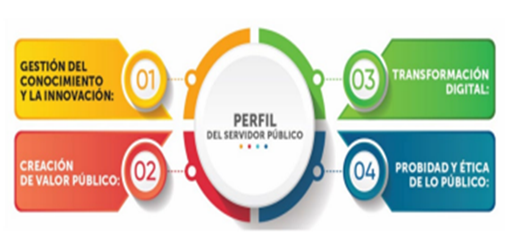 GESTIÓN DEL
CONOCIMIENTO
Y LA INNOVACIÓN:
01
CREACIÓN
DE VALOR PÚBLICO:
02
PERFIL
DEL SERVIDOR PÚBLICO
03
TRANSFORMACIÓN
DIGITAL:
04
PROBIDAD Y ÉTICA
DE LO PÚBLICO: